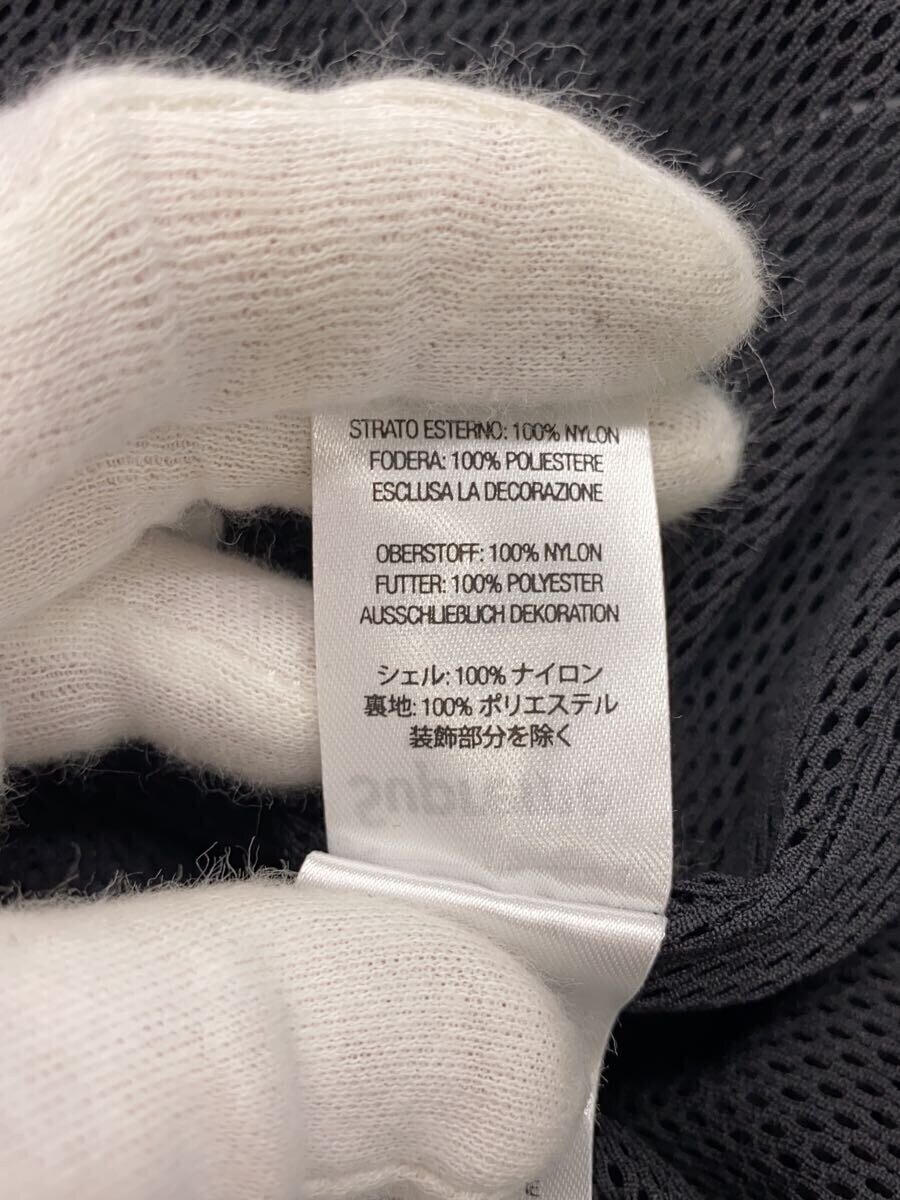 STRATO ESTERNO: 100% NYLON
FODERA: 100% POLIESTERE
ESCLUSA LA DECORAZIONE
OBERSTOFF: 100% NYLON
FUTTER: 100% POLYESTER
AUSSCHLIEßLICH DEKORATION
シェル: 100% ナイロン
裏地: 100% ポリエステル
装飾部分を除く